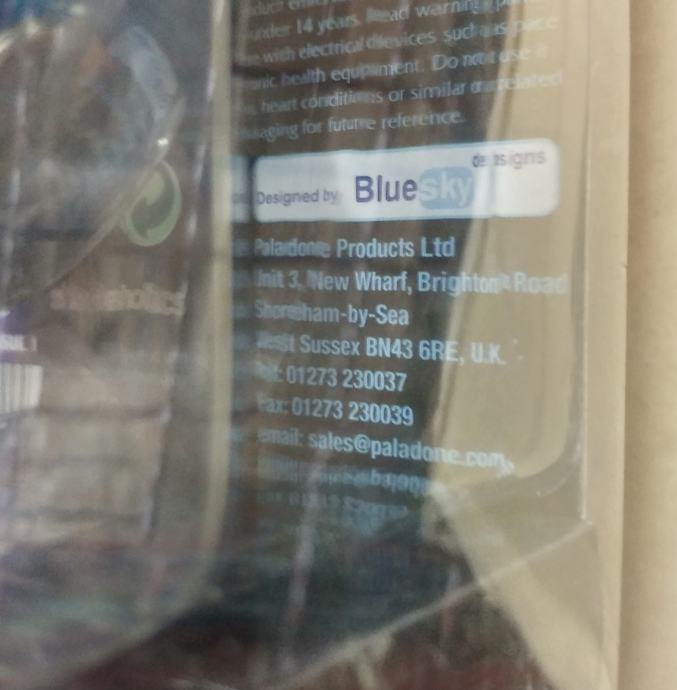 under 14 years. Read warning
with electrical devices such as pace
health equipment. Do not use if
heart conditions or similar or related
for future reference.
Designed by Bluesky designs
Paladone Products Ltd
Unit 3, New Wharf, Brighton Road
Shoreham-by-Sea
West Sussex BN43 6RE, U.K.
Tel: 01273 230037
Fax: 01273 230039
email: sales@paladone.com